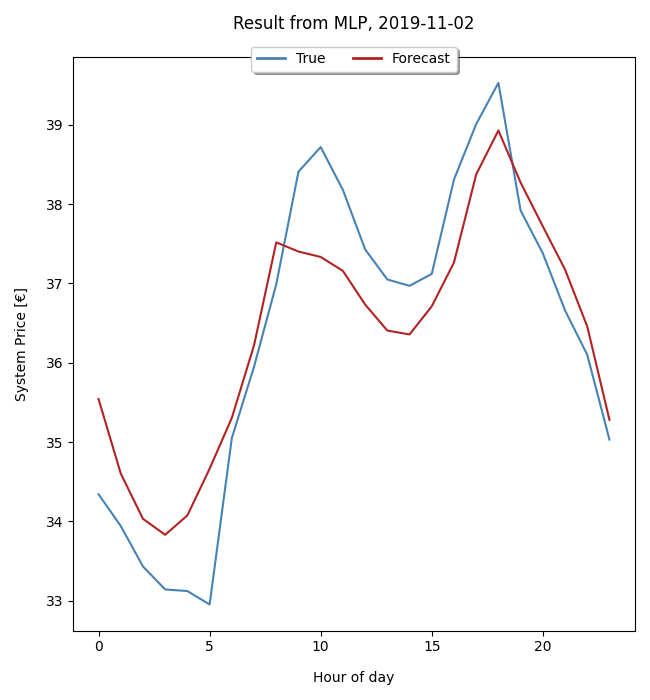 Result from MLP, 2019-11-02
True Forecast
System Price [€]
39
38
37
36
35
34
33
0 5 10 15 20
Hour of day